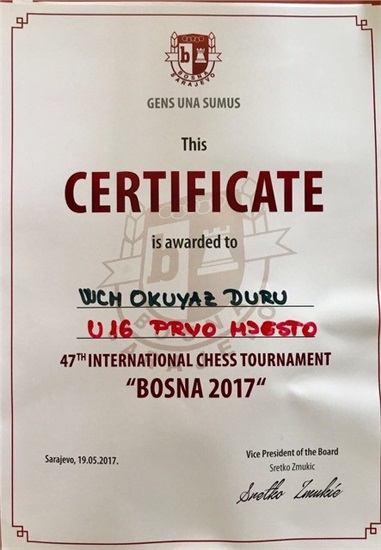 b
BOSNA
SARAJEVO
GENS UNA SUMUS
This
CERTIFICATE
is awarded to
WCM OKUYAZ DURU
U16 PRVO MJESTO
47TH INTERNATIONAL CHESS TOURNAMENT
"BOSNA 2017"
Sarajevo, 19.05.2017.
Vice President of the Board
Sretko Zmukic
Sretko Zmukic